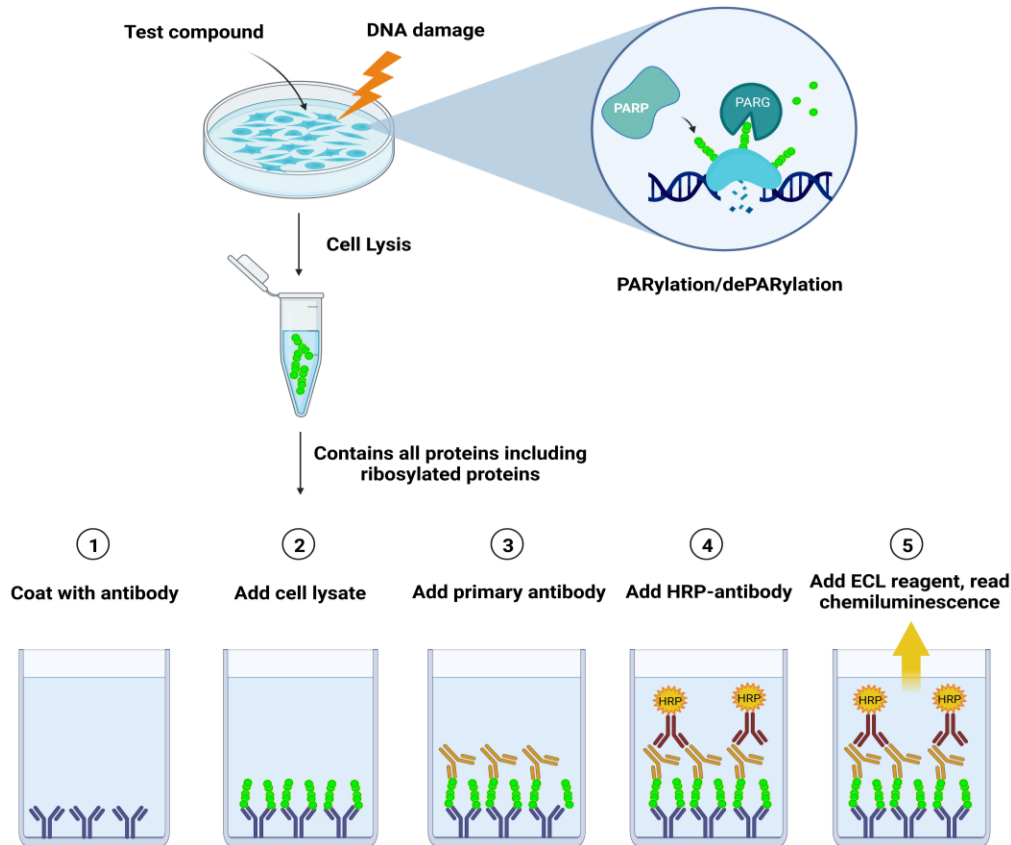 Test compound
DNA damage
PARP
PARG
Cell Lysis
PARylation/dePARylation
Contains all proteins including
ribosylated proteins
1
2
3
4
5
Coat with antibody
Add cell lysate
Add primary antibody
Add HRP-antibody
Add ECL reagent, read
chemiluminescence
HRP
HRP
HRP
HRP